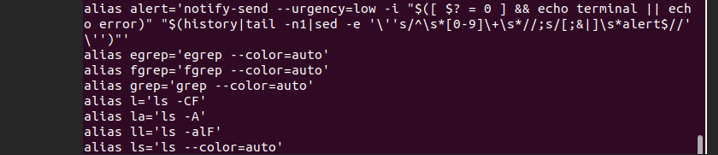 alias alert='notify-send --urgency=low -i "$([ $? = 0 ] && echo terminal || ech
o error)" "$(history|tail -n1|sed -e '\''s/^\s*[0-9]\+\s*//;s/[;&|]\s*alert$//'
\'')"'
alias egrep='egrep --color=auto'
alias fgrep='fgrep --color=auto'
alias grep='grep --color=auto'
alias l='ls -CF'
alias la='ls -A'
alias ll='ls -alF'
alias ls='ls --color=auto'